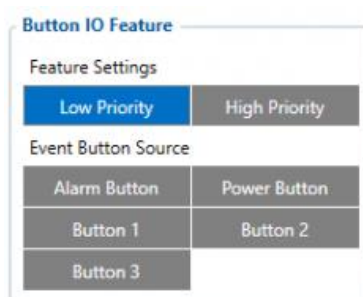 Button IO Feature
Feature Settings
Low Priority High Priority
Event Button Source
Alarm Button Power Button
Button 1 Button 2
Button 3